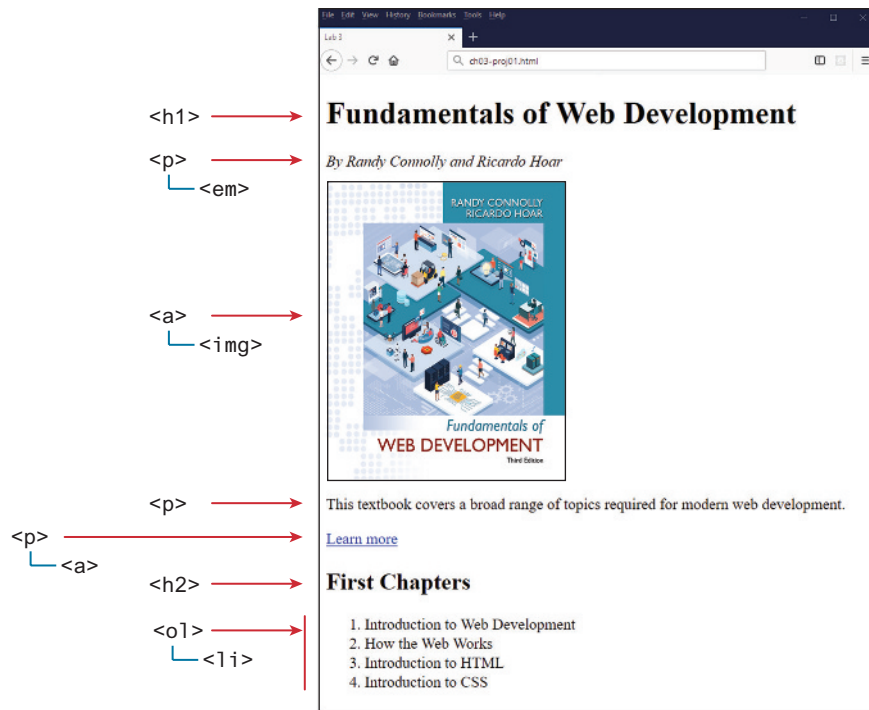 File Edit View History Bookmarks Tools Help
Lab 3
ch03-proj01.html
<h1>
Fundamentals of Web Development
<p>
<em>
By Randy Connolly and Ricardo Hoar
RANDY CONNOLLY
RICARDO HOAR
<a>
<img>
Fundamentals of
WEB DEVELOPMENT
Third Edition
<p>
This textbook covers a broad range of topics required for modern web development.
<p>
<a>
Learn more
<h2>
First Chapters
<ol>
<li>
1. Introduction to Web Development
2. How the Web Works
3. Introduction to HTML
4. Introduction to CSS